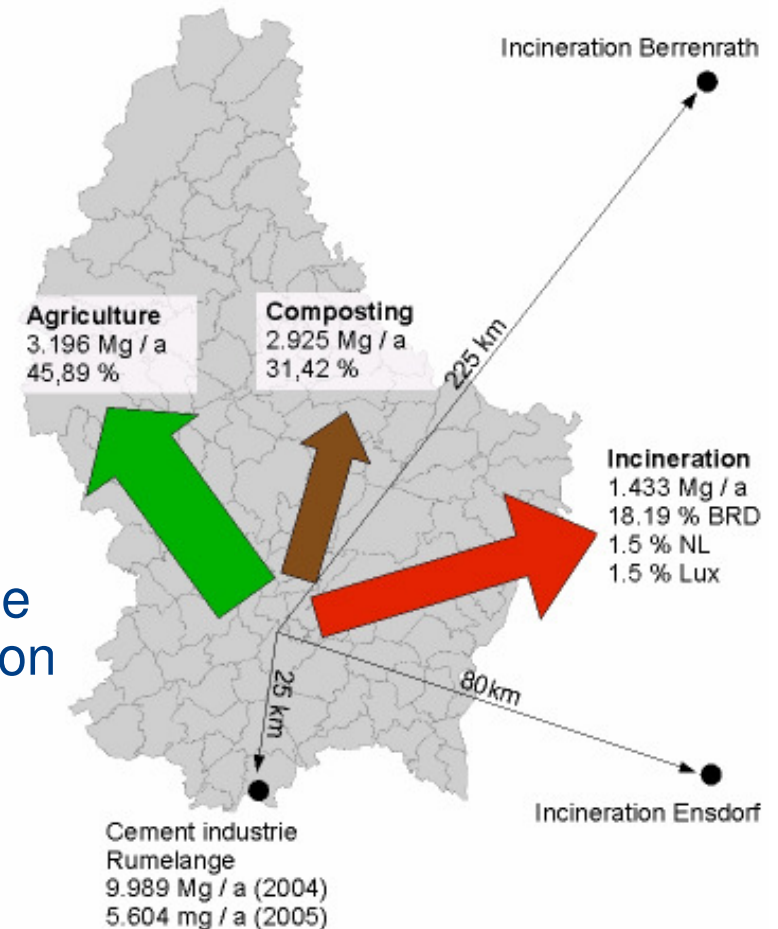 Incineration Berrenrath
225 km
Agriculture
3.196 Mg / a
45,89 %
Composting
2.925 Mg / a
31,42 %
Incineration
1.433 Mg / a
18.19 % BRD
1.5 % NL
1.5 % Lux
e
on
25 km
80km
Incineration Ensdorf
Cement industrie
Rumelange
9.989 Mg / a (2004)
5.604 mg / a (2005)